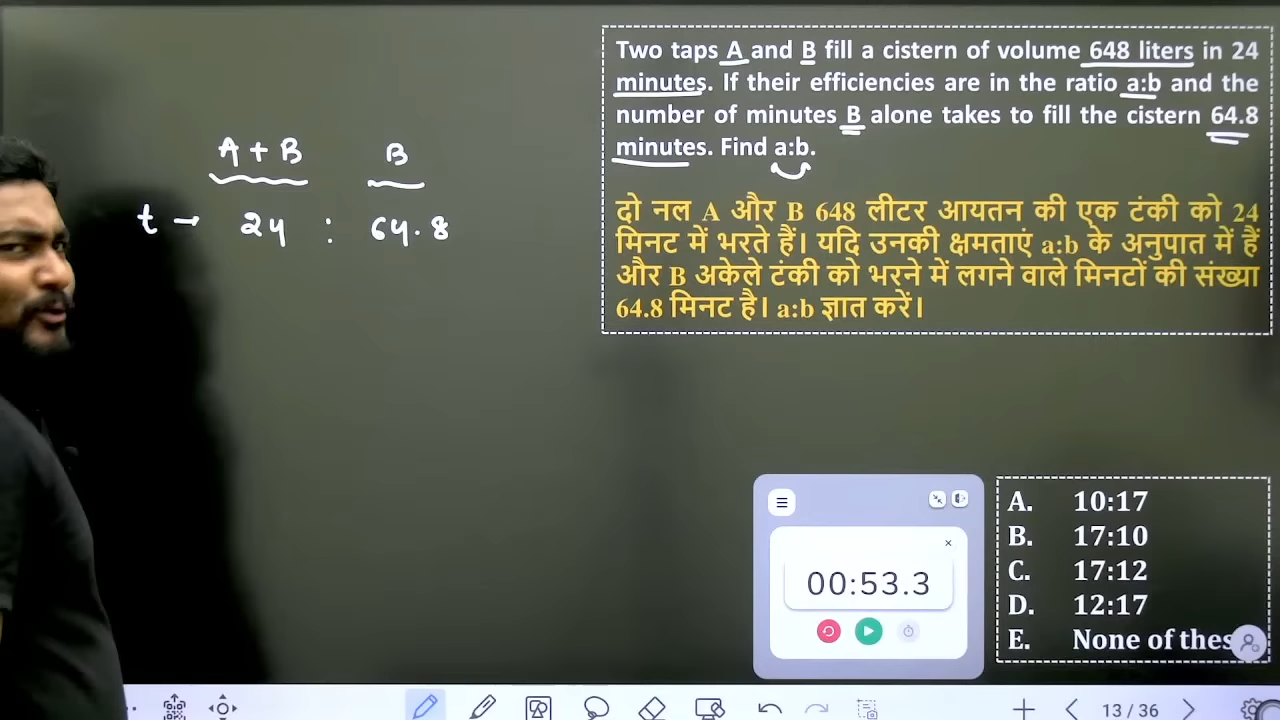 Two taps A and B fill a cistern of volume 648 liters in 24
minutes. If their efficiencies are in the ratio a:b and the
number of minutes B alone takes to fill the cistern 64.8
minutes. Find a:b.
दो नल A और B 648 लीटर आयतन की एक टंकी को 24
मिनट में भरते हैं। यदि उनकी क्षमताएं a:b के अनुपात में हैं
और B अकेले टंकी को भरने में लगने वाले मिनटों की संख्या
64.8 मिनट है। a:b ज्ञात करें।
A + B B
t → 24 : 64.8
00:53.3
A. 10:17
B. 17:10
C. 17:12
D. 12:17
E. None of thes
13 / 36